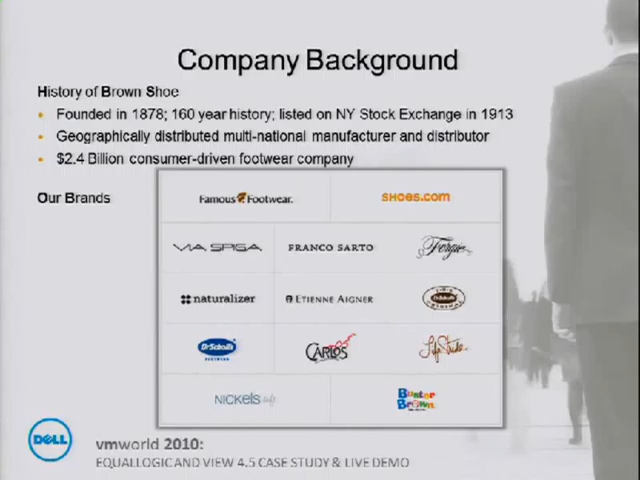 Company Background
History of Brown Shoe
Founded in 1878; 160 year history; listed on NY Stock Exchange in 1913
Geographically distributed multi-national manufacturer and distributor
$2.4 Billion consumer-driven footwear company
Our Brands
FAMOUS FOOTWEAR.
SHOES.COM
VIA SPIGA
FRANCO SARTO
Fergie
naturalizer
ETIENNE AIGNER
Dr. Scholl's
CARLOS
LifeStride
NICKELS
Buster Brown
DELL
vmworld 2010:
EQUALLOGIC AND VIEW 4.5 CASE STUDY & LIVE DEMO